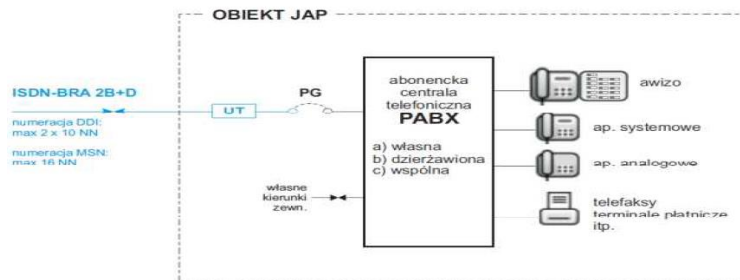 OBIEKT JAP
ISDN-BRA 2B+D
numeracja DDI:
max 2 x 10 NN
numeracja MSN:
max 16 NN
UT
PG
abonencka
centrala
telefoniczna
PABX
a) własna
b) dzierżawiona
c) wspólna
własne
kierunki
zewn.
awizo
ap. systemowe
ap. analogowe
telefaksy
terminale płatnicze
itp.